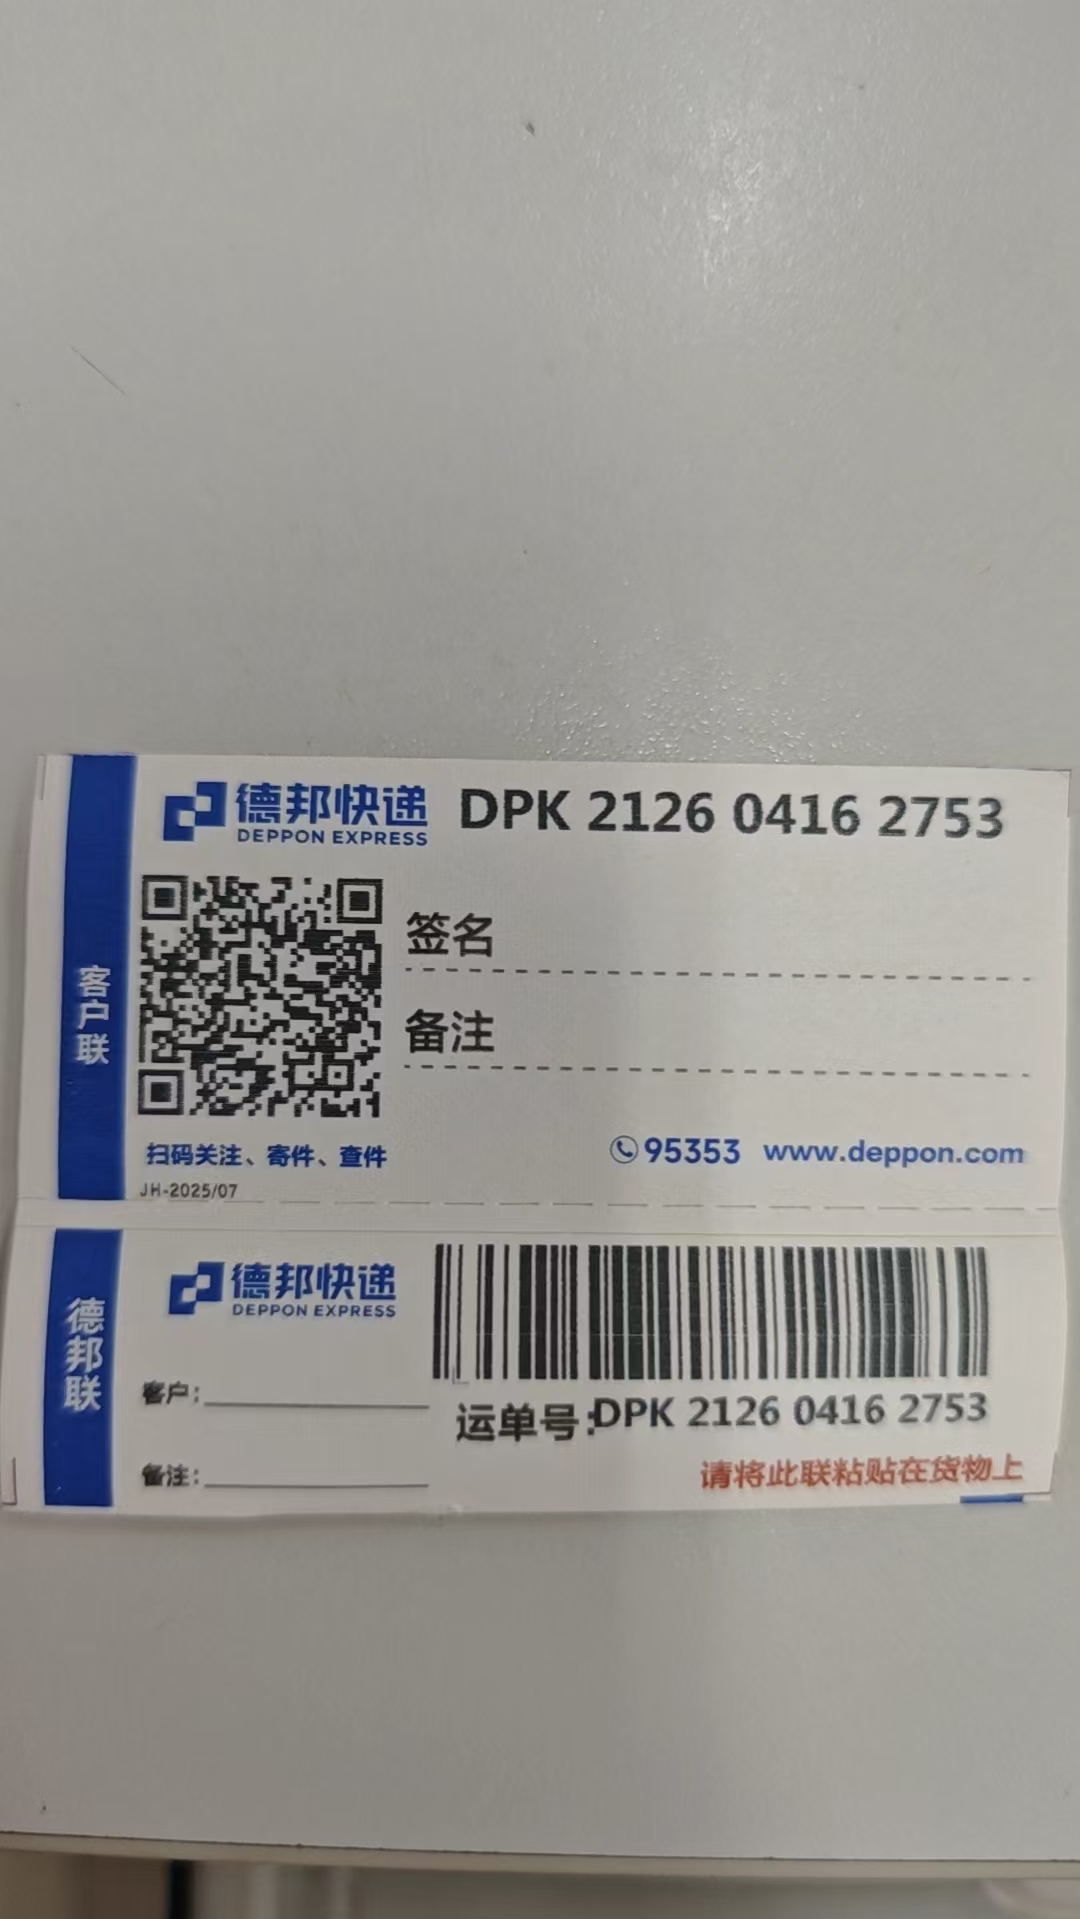 德邦快递 DPK 2126 0416 2753
DEPPON EXPRESS
客户联
签名
备注
扫码关注、寄件、查件
95353 www.deppon.com
JH-2025/07
德邦联
德邦快递
DEPPON EXPRESS
客户:
运单号:DPK 2126 0416 2753
备注:
请将此联粘贴在货物上